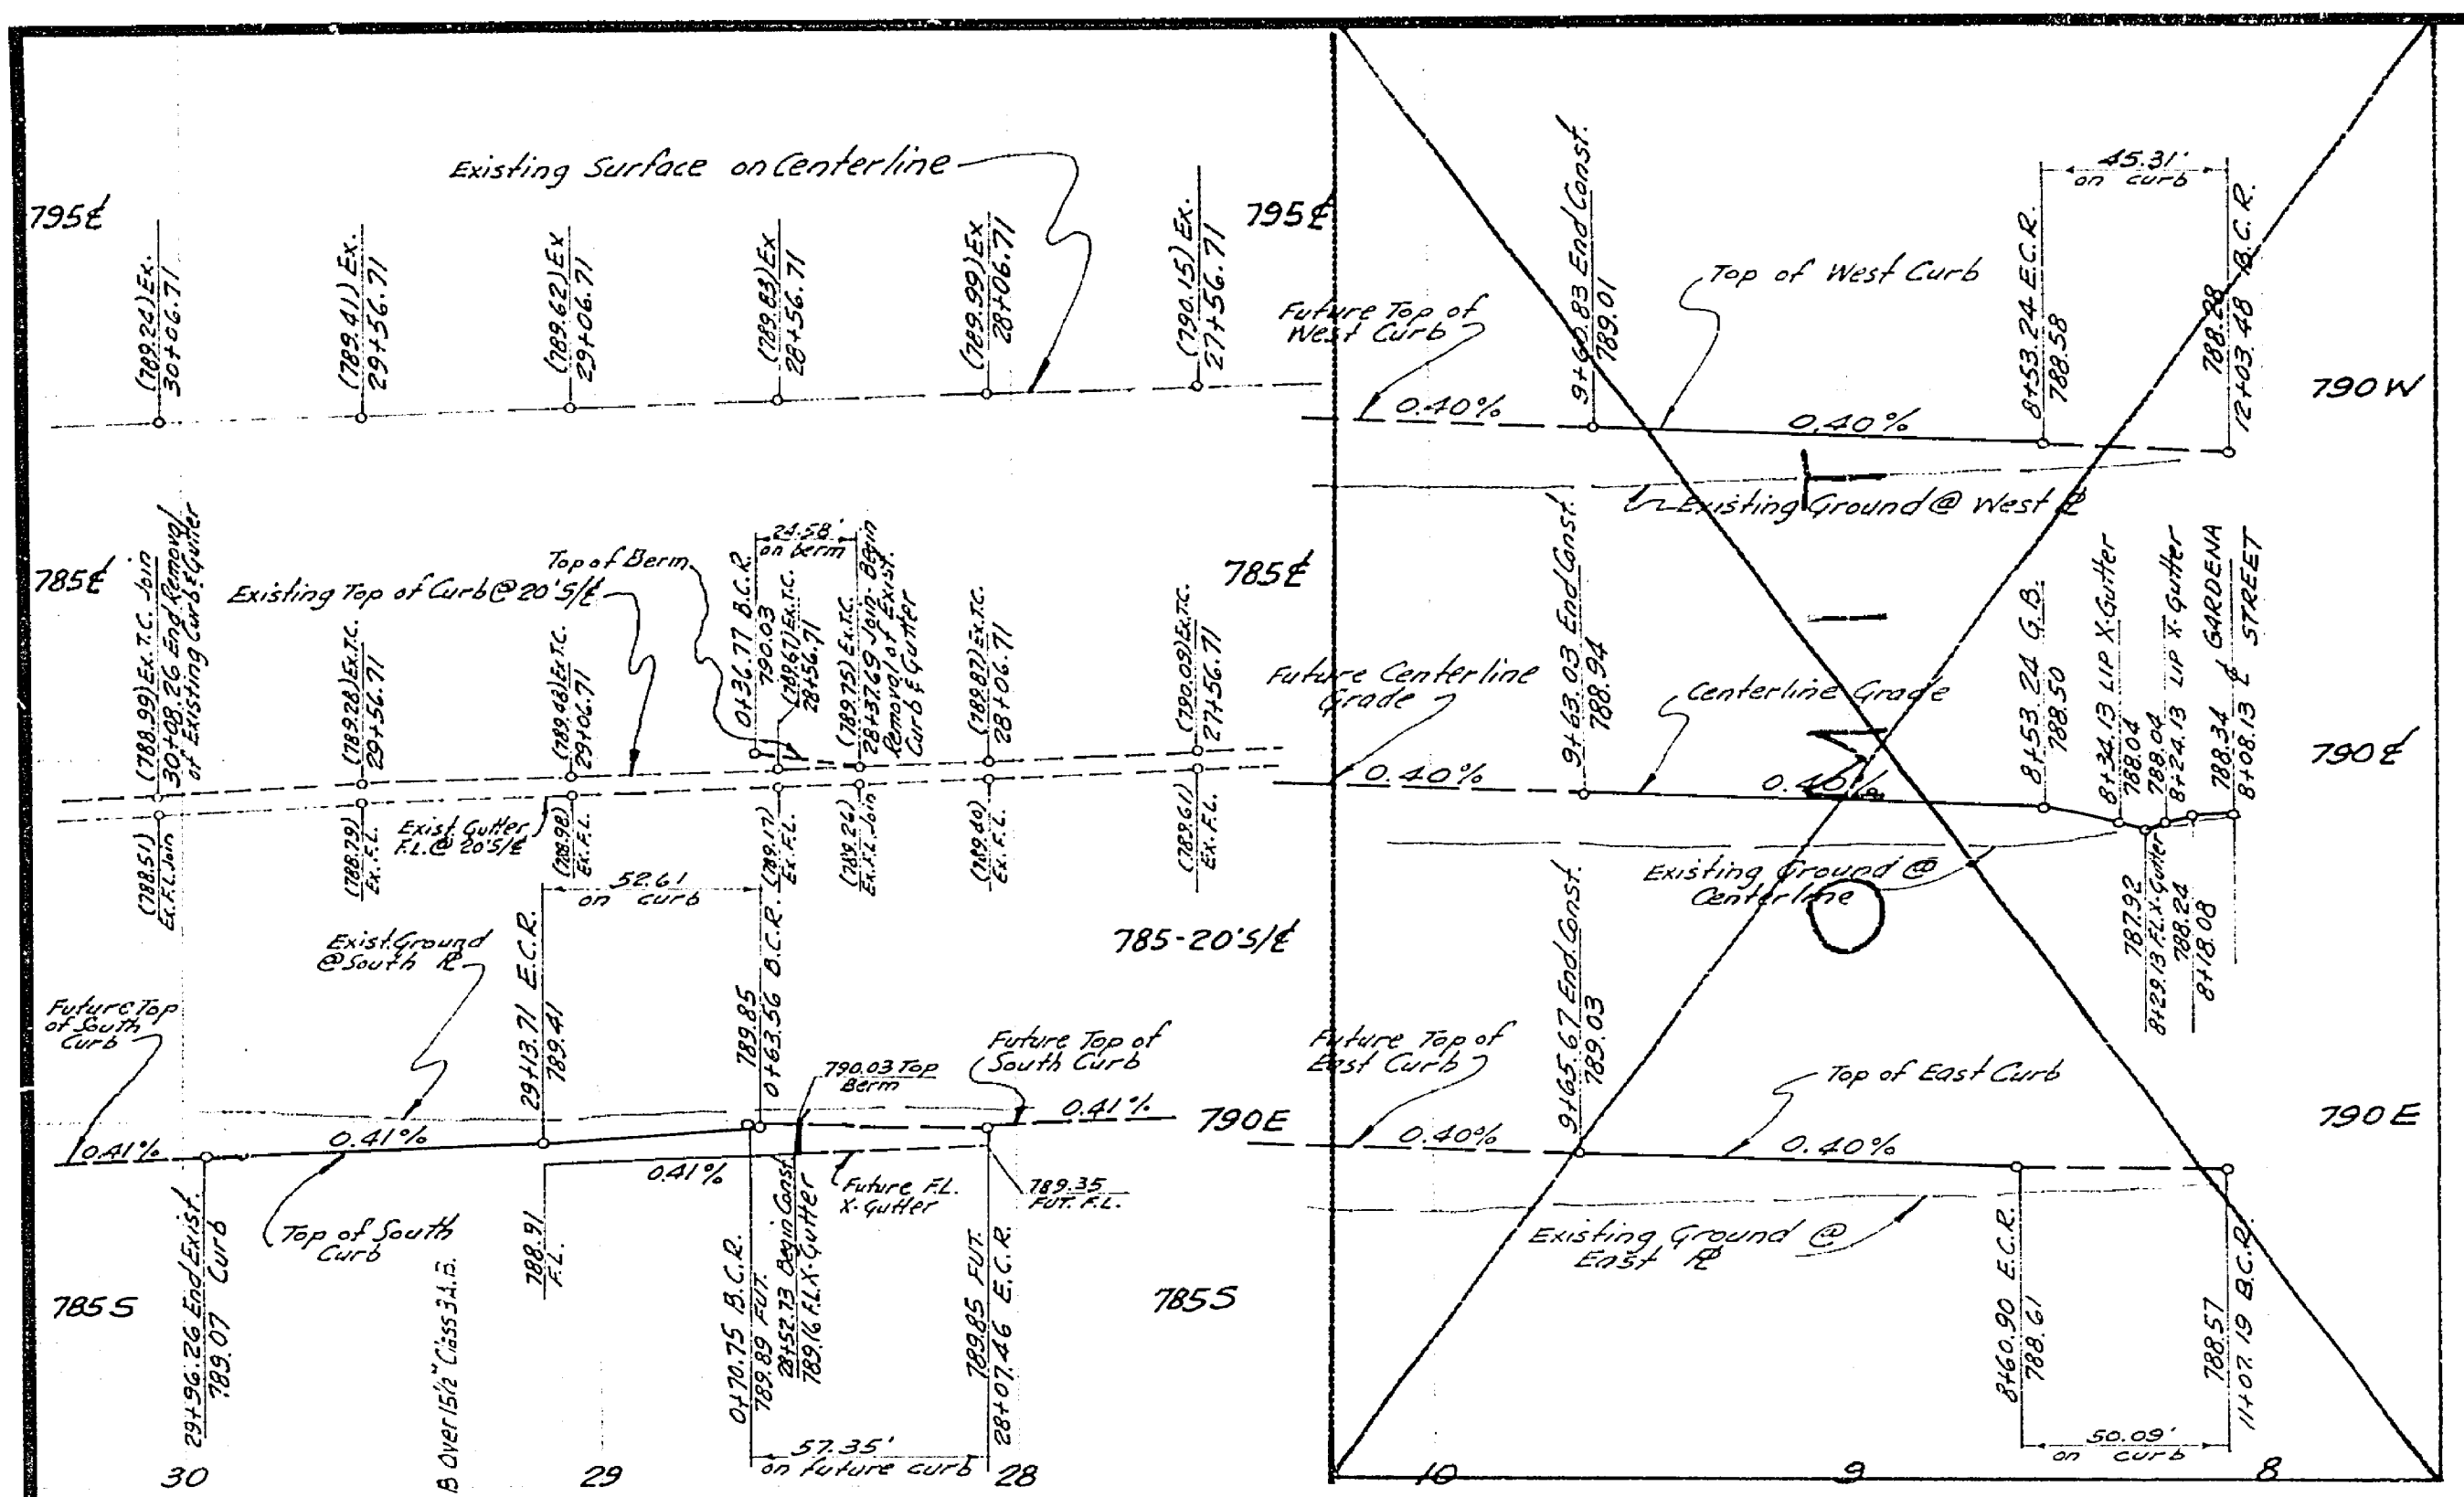 Existing Surface on Centerline
795℄
(789.24) Ex.
30+06.71
(789.41) Ex.
29+56.71
(789.62) Ex
29+06.71
(789.83) Ex
28+56.71
(789.99) Ex
28+06.71
(790.15) Ex.
27+56.71
795℄
785℄
(788.99) Ex. T.C. Join
30+08.26 End Removal
of Existing Curb & Gutter
Existing Top of Curb @ 20' S/℄
(789.28) Ex.T.C.
29+56.71
(789.48) Ex T.C.
29+06.71
Top of Berm
24.58'
on berm
0+36.77 B.C.R.
790.03
(789.67) Ex.T.C.
28+56.71
(789.75) Ex.T.C.
28+37.69 Join- Begin
Removal of Exist.
Curb & Gutter
(789.87) Ex.T.C.
28+06.71
(790.09) Ex.T.C.
27+56.71
785℄
(788.51)
Ex. F.L. Join
(788.79)
Ex. F.L.
Exist. Gutter
F.L. @ 20' S/℄
(788.98)
Ex. F.L.
(789.17)
Ex. F.L.
(789.26)
Ex. F.L. Join
(789.40)
Ex. F.L.
(789.61)
Ex. F.L.
785-20' S/℄
52.61
on curb
Exist. Ground
@ South ⅊
29+13.71 E.C.R.
789.41
789.85
0+63.56 B.C.R.
Future Top
of South
Curb
790.03 Top
Berm
Future Top of
South Curb
0.41%
0.41%
0.41%
0.41%
790E
Top of South
Curb
29+96.26 End Exist.
789.07 Curb
B Over 15½" Class 3 A.B.
788.91
F.L.
Future F.L.
X-Gutter
789.35
FUT. F.L.
0+70.75 B.C.R.
789.89 FUT.
28+52.73 Begin Const.
789.16 F.L. X-Gutter
789.85 FUT.
28+07.46 E.C.R.
57.35'
on future curb
785S
785S
30
29
28
Future Top of
West Curb
0.40%
9+60.83 End Const.
789.01
Top of West Curb
0.40%
45.31'
on curb
8+53.24 E.C.R.
788.58
788.28
12+03.48 B.C.R.
790W
Existing Ground @ West ⅊
Future Centerline
Grade
0.40%
9+63.03 End Const.
788.94
Centerline Grade
0.40%
8+53.24 G.B.
788.50
8+34.13 LIP X-Gutter
788.04
788.04
8+24.13 LIP X-Gutter
788.34
8+08.13 ℄ GARDENA
STREET
790℄
Existing Ground @
Centerline
787.92
8+29.13 F.L. X-Gutter
788.24
8+18.08
NOT
Future Top of
East Curb
0.40%
9+65.67 End Const.
789.03
Top of East Curb
0.40%
790E
Existing Ground @
East ⅊
8+60.90 E.C.R.
788.61
788.57
11+07.19 B.C.R.
50.09'
on curb
10
9
8